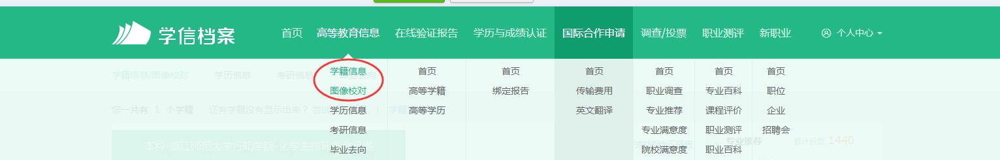 学信档案 首页 高等教育信息 在线验证报告 学历与成绩认证 国际合作申请 调查/投票 职业测评 新职业 个人中心
学籍信息/图像校对 学历信息 考研信息 毕业去向
学籍信息 首页 首页 首页 首页 首页 首页
图像校对 高等学籍 绑定报告 传输费用 职业调查 专业百科 职位
学历信息 高等学历 英文翻译 专业推荐 课程评价 企业
考研信息 专业满意度 职业测评 招聘会
毕业去向 院校满意度 职业百科
您一共有 1 个学籍 还有学籍没有显示出来？尝试 | 学籍
专业推荐 累计投票 1440